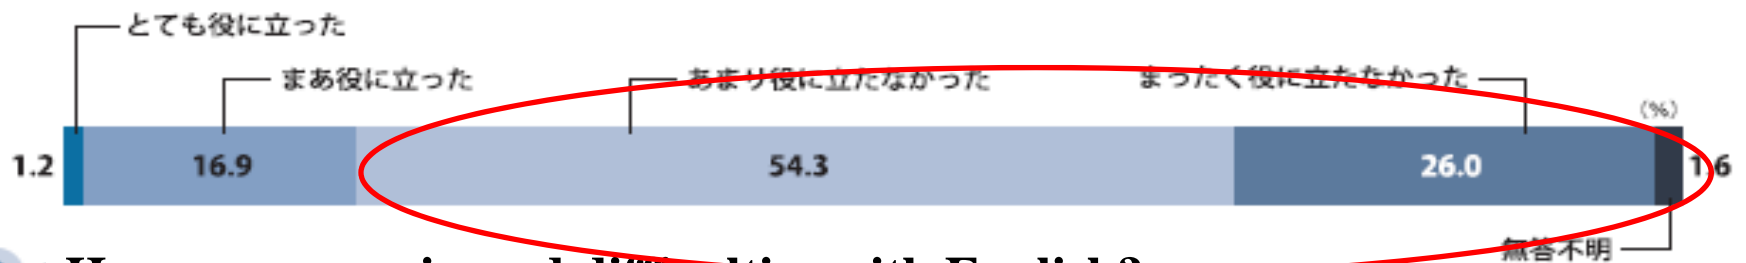 とても役に立った
まあ役に立った あまり役に立たなかった まったく役に立たなかった
(%)
1.2 16.9 54.3 26.0 1.6
無答不明
with English?